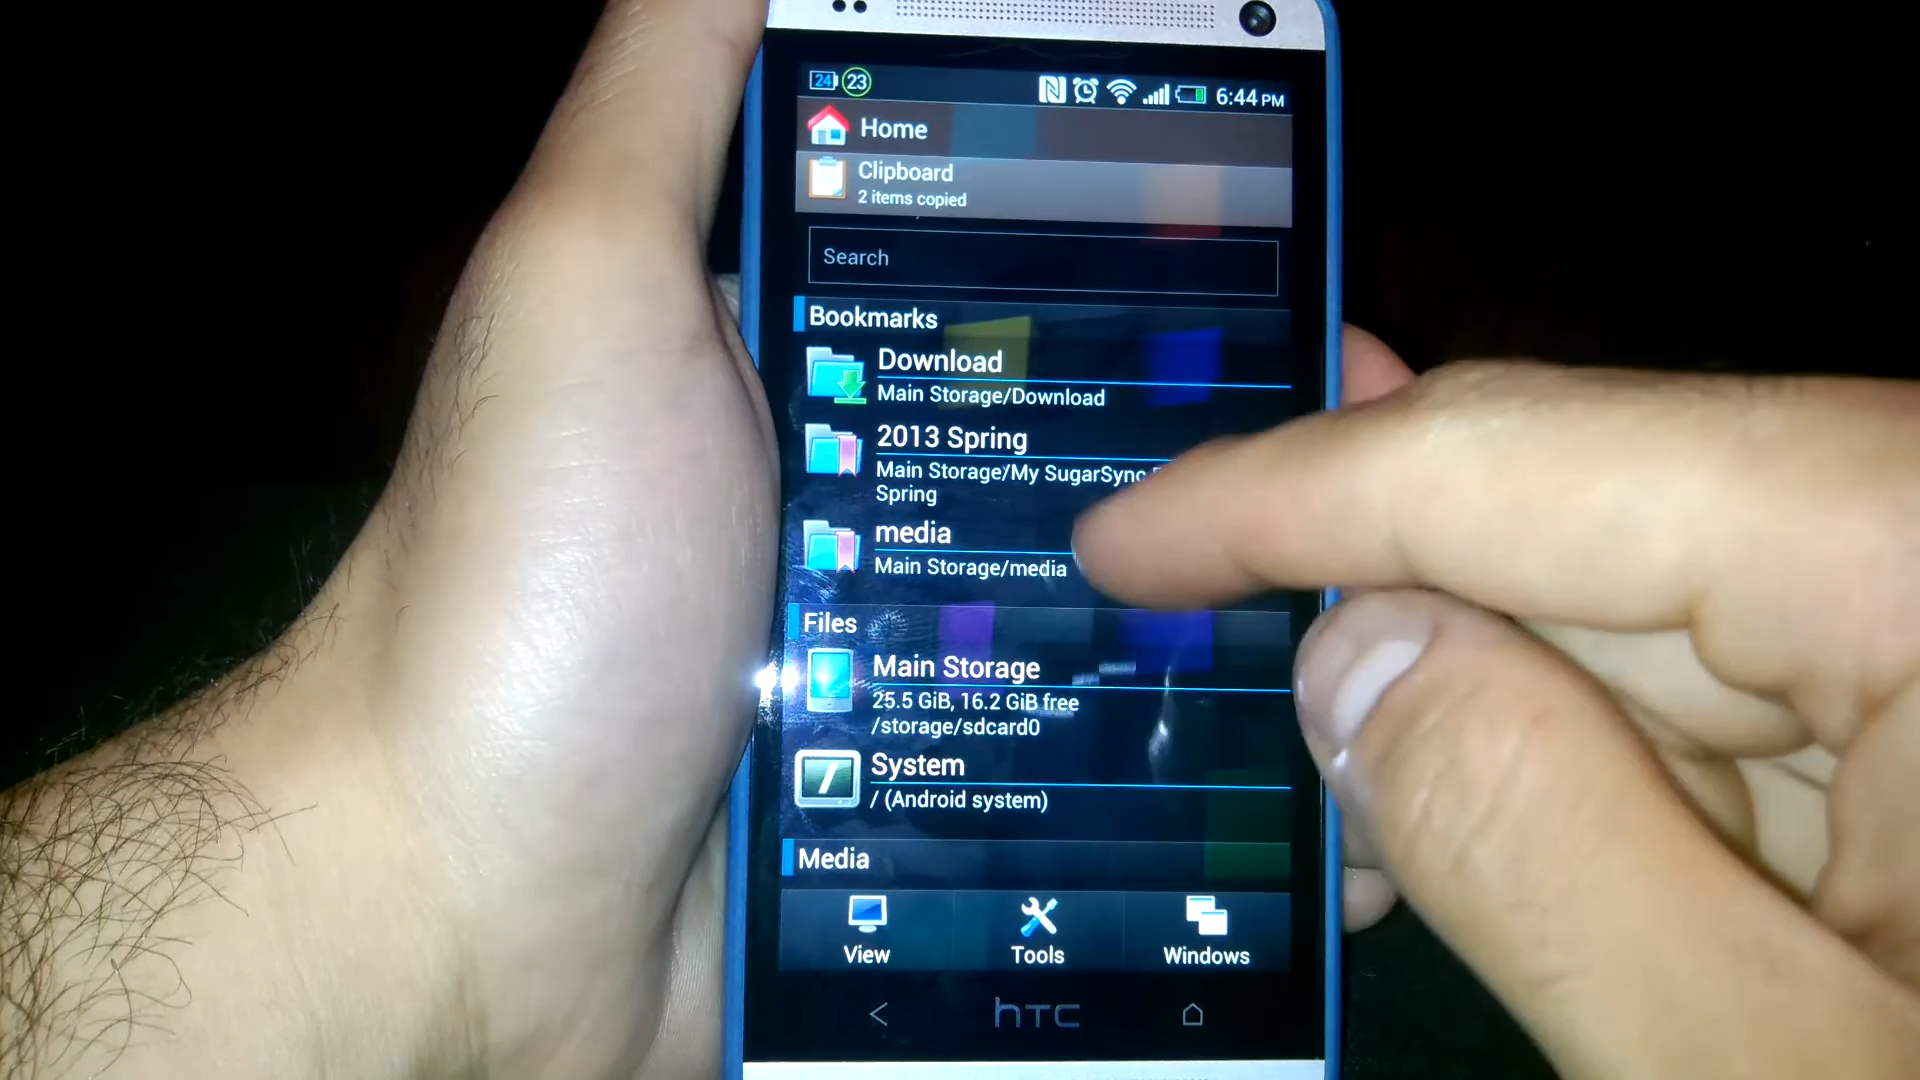 24 23 6:44 PM
Home
Clipboard
2 items copied
Search
Bookmarks
Download
Main Storage/Download
2013 Spring
Main Storage/My SugarSync
Spring
media
Main Storage/media
Files
Main Storage
25.5 GiB, 16.2 GiB free
/storage/sdcard0
System
/ (Android system)
Media
View Tools Windows
hTC